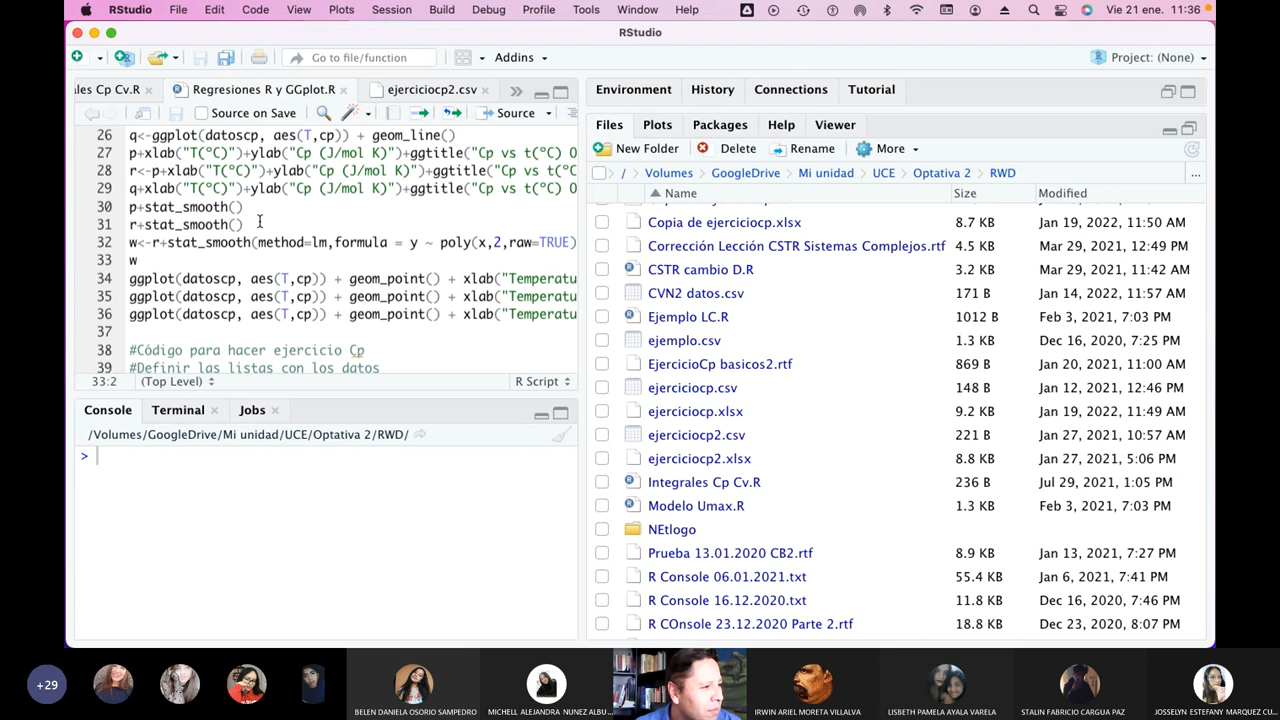 RStudio File Edit Code View Plots Session Build Debug Profile Tools Window Help Vie 21 ene. 11:36
RStudio
Go to file/function Addins Project: (None)
ales Cp Cv.R Regresiones R y GGplot.R ejerciciocp2.csv
Source on Save Source
26 q<-ggplot(datoscp, aes(T,cp)) + geom_line()
27 p+xlab("T(°C)")+ylab("Cp (J/mol K)")+ggtitle("Cp vs t(°C) O
28 r<-p+xlab("T(°C)")+ylab("Cp (J/mol K)")+ggtitle("Cp vs t(°C
29 q+xlab("T(°C)")+ylab("Cp (J/mol K)")+ggtitle("Cp vs t(°C) O
30 p+stat_smooth()
31 r+stat_smooth()
32 w<-r+stat_smooth(method=lm,formula = y ~ poly(x,2,raw=TRUE)
33 w
34 ggplot(datoscp, aes(T,cp)) + geom_point() + xlab("Temperatu
35 ggplot(datoscp, aes(T,cp)) + geom_point() + xlab("Temperatu
36 ggplot(datoscp, aes(T,cp)) + geom_point() + xlab("Temperatu
37
38 #Código para hacer ejercicio Cp
39 #Definir las listas con los datos
33:2 (Top Level) R Script
Console Terminal Jobs
/Volumes/GoogleDrive/Mi unidad/UCE/Optativa 2/RWD/
>
Environment History Connections Tutorial
Files Plots Packages Help Viewer
New Folder Delete Rename More
/ Volumes GoogleDrive Mi unidad UCE Optativa 2 RWD ...
Name Size Modified
Copia de ejerciciocp.xlsx 8.7 KB Jan 19, 2022, 11:39 AM
Corrección Lección CSTR Sistemas Complejos.rtf 4.5 KB Mar 29, 2021, 12:49 PM
CSTR cambio D.R 3.2 KB Mar 29, 2021, 11:42 AM
CVN2 datos.csv 171 B Jan 14, 2022, 11:57 AM
Ejemplo LC.R 1012 B Feb 3, 2021, 7:03 PM
ejemplo.csv 1.3 KB Dec 16, 2020, 7:25 PM
EjercicioCp basicos2.rtf 869 B Jan 20, 2021, 11:00 AM
ejerciciocp.csv 148 B Jan 12, 2021, 12:46 PM
ejerciciocp.xlsx 9.2 KB Jan 19, 2022, 11:49 AM
ejerciciocp2.csv 221 B Jan 27, 2021, 10:57 AM
ejerciciocp2.xlsx 8.8 KB Jan 27, 2021, 5:06 PM
Integrales Cp Cv.R 236 B Jul 29, 2021, 1:05 PM
Modelo Umax.R 1.3 KB Feb 3, 2021, 7:03 PM
NEtlogo
Prueba 13.01.2020 CB2.rtf 8.9 KB Jan 13, 2021, 7:27 PM
R Console 06.01.2021.txt 55.4 KB Jan 6, 2021, 7:41 PM
R Console 16.12.2020.txt 11.8 KB Dec 16, 2020, 7:46 PM
R COnsole 23.12.2020 Parte 2.rtf 18.8 KB Dec 23, 2020, 8:07 PM
+29
BELEN DANIELA OSORIO SAMPEDRO MICHELL ALEJANDRA NUNEZ ALBU... IRWIN ARIEL MORETA VILLALVA LISBETH PAMELA AYALA VARELA STALIN FABRICIO CARGUA PAZ JOSSELYN ESTEFANY MARQUEZ CU...